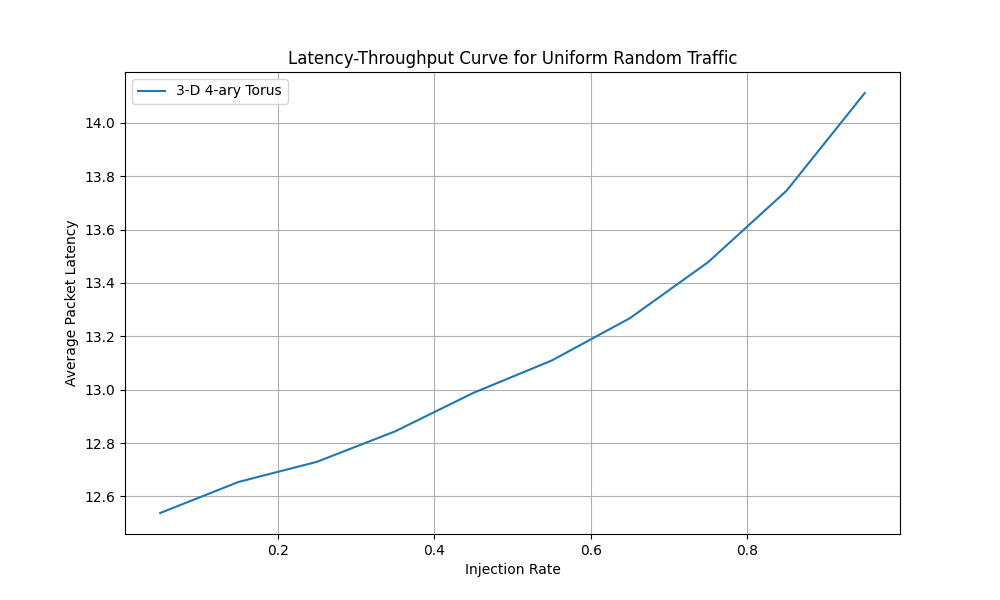 Latency-Throughput Curve for Uniform Random Traffic
3-D 4-ary Torus
14.0
13.8
13.6
13.4
13.2
13.0
12.8
12.6
Average Packet Latency
0.2 0.4 0.6 0.8
Injection Rate